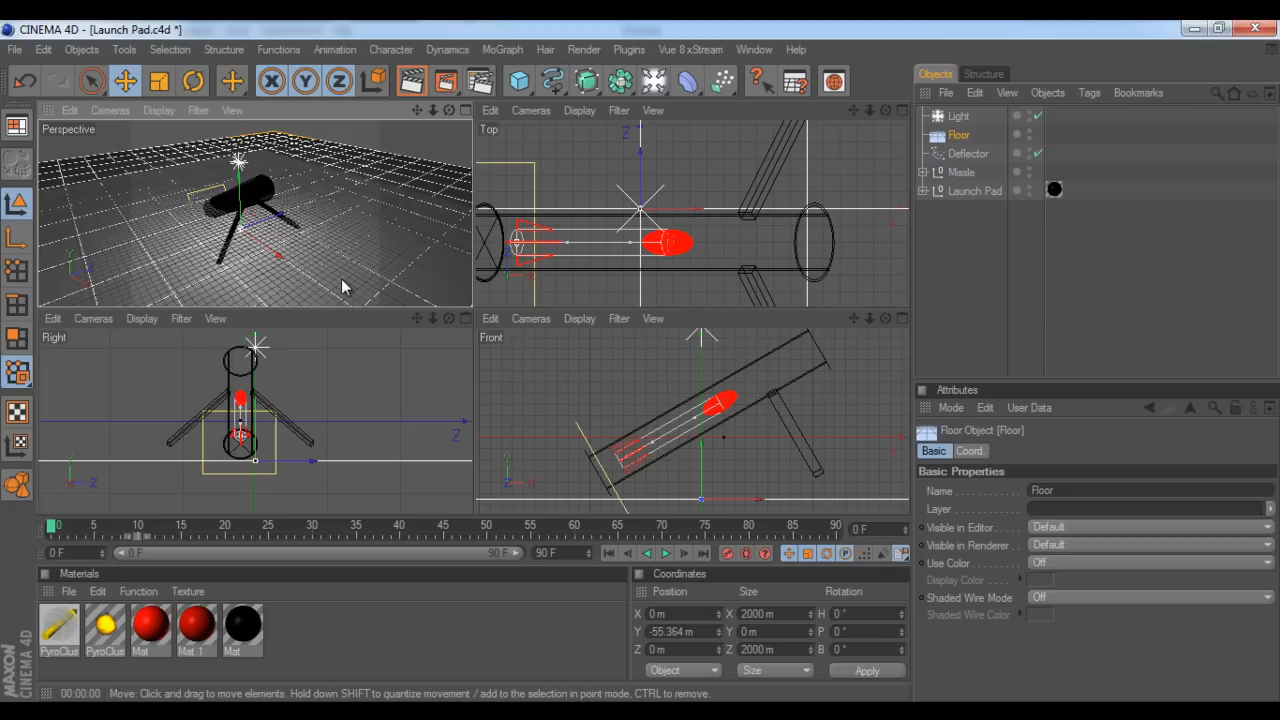 CINEMA 4D - [Launch Pad.c4d *]
File Edit Objects Tools Selection Structure Functions Animation Character Dynamics MoGraph Hair Render Plugins Vue 8 xStream Window Help
X Y Z
Objects Structure
File Edit View Objects Tags Bookmarks
Light
Floor
Deflector
Missle
Launch Pad
Edit Cameras Display Filter View
Perspective
Edit Cameras Display Filter View
Top
Edit Cameras Display Filter View
Right
Edit Cameras Display Filter View
Front
Attributes
Mode Edit User Data
Floor Object [Floor]
Basic Coord.
Basic Properties
Name Floor
Layer
Visible in Editor Default
Visible in Renderer Default
Use Color Off
Display Color
Shaded Wire Mode Off
Shaded Wire Color
0 5 10 15 20 25 30 35 40 45 50 55 60 65 70 75 80 85 90 0 F
0 F 0 F 90 F 90 F
Materials
File Edit Function Texture
PyroClus PyroClus Mat Mat 1 Mat
Coordinates
Position Size Rotation
X 0 m X 2000 m H 0 °
Y -55.364 m Y 0 m P 0 °
Z 0 m Z 2000 m B 0 °
Object Size Apply
MAXON CINEMA 4D
00:00:00 Move: Click and drag to move elements. Hold down SHIFT to quantize movement / add to the selection in point mode, CTRL to remove.